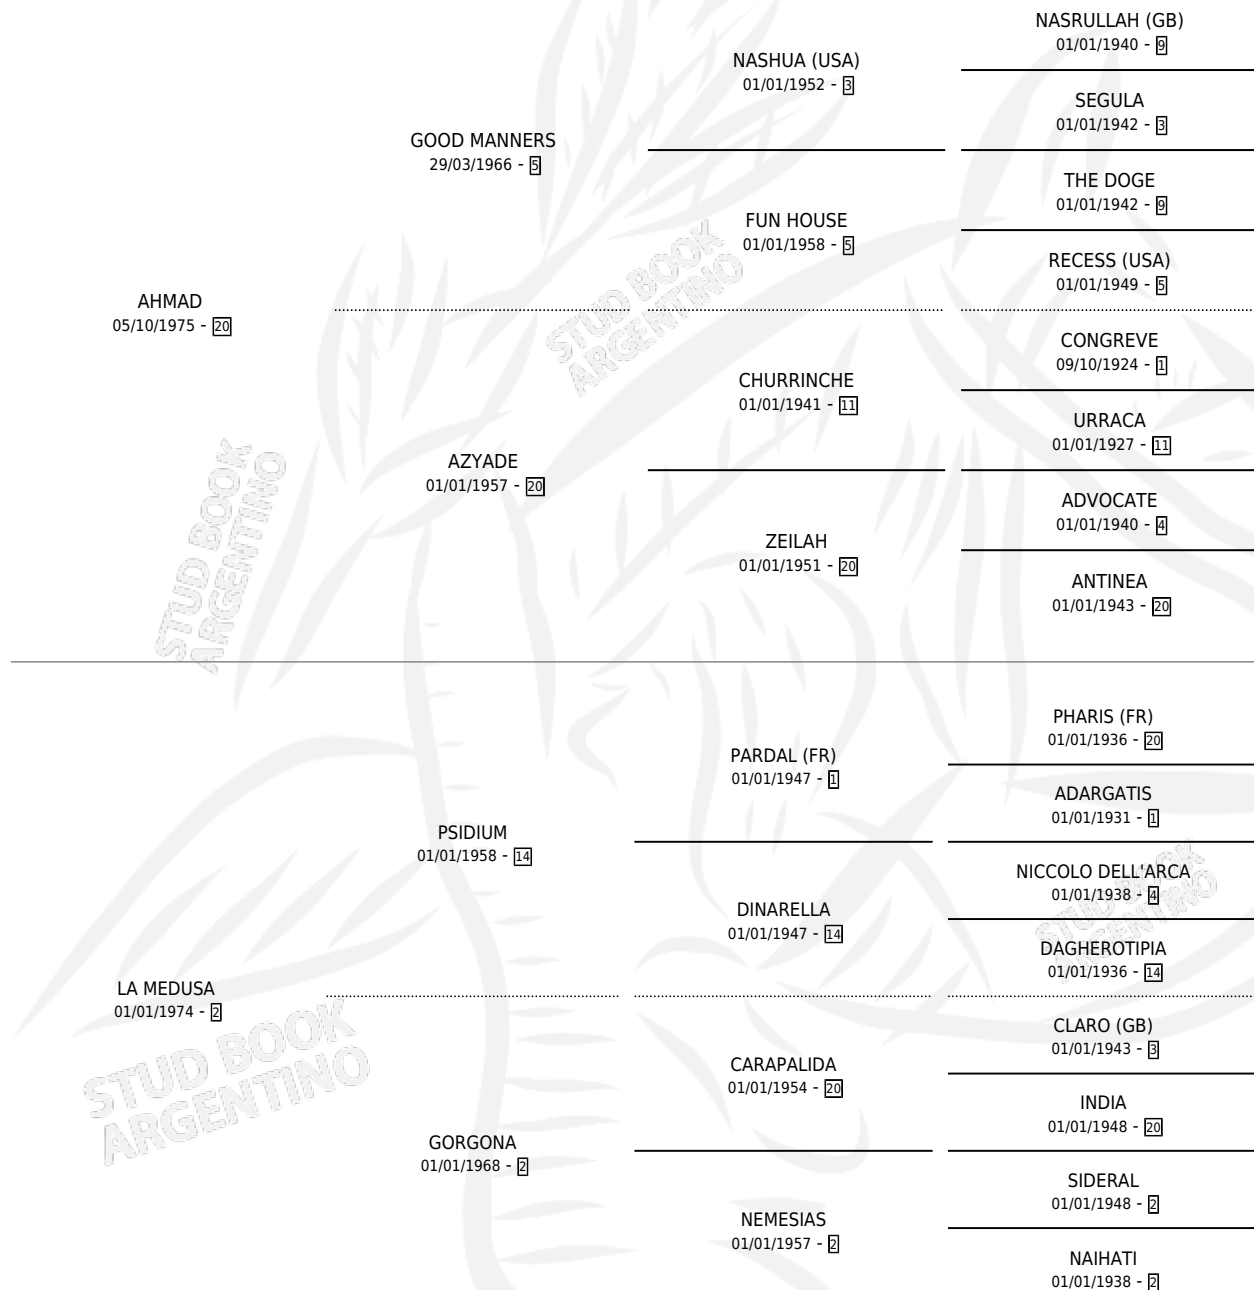 NASRULLAH (GB)
01/01/1940 - 9
NASHUA (USA)
01/01/1952 - 3
SEGULA
01/01/1942 - 3
GOOD MANNERS
29/03/1966 - 5
THE DOGE
01/01/1942 - 9
FUN HOUSE
01/01/1958 - 5
RECESS (USA)
01/01/1949 - 5
AHMAD
05/10/1975 - 20
CONGREVE
09/10/1924 - 1
CHURRINCHE
01/01/1941 - 11
URRACA
01/01/1927 - 11
AZYADE
01/01/1957 - 20
ADVOCATE
01/01/1940 - 4
ZEILAH
01/01/1951 - 20
ANTINEA
01/01/1943 - 20
PHARIS (FR)
01/01/1936 - 20
PARDAL (FR)
01/01/1947 - 1
ADARGATIS
01/01/1931 - 1
PSIDIUM
01/01/1958 - 14
NICCOLO DELL'ARCA
01/01/1938 - 4
DINARELLA
01/01/1947 - 14
DAGHEROTIPIA
01/01/1936 - 14
LA MEDUSA
01/01/1974 - 2
CLARO (GB)
01/01/1943 - 3
CARAPALIDA
01/01/1954 - 20
INDIA
01/01/1948 - 20
GORGONA
01/01/1968 - 2
SIDERAL
01/01/1948 - 2
NEMESIAS
01/01/1957 - 2
NAIHATI
01/01/1938 - 2
STUD BOOK
ARGENTINO
STUD BOOK
ARGENTINO
STUD BOOK
ARGENTINO
STUD BOOK
ARGENTINO